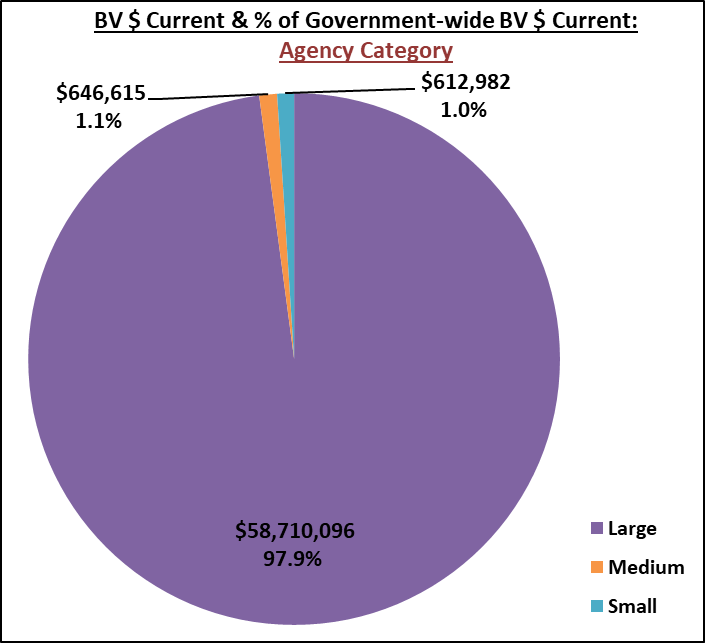 BV $ Current & % of Government-wide BV $ Current:
Agency Category
$646,615
1.1%
$612,982
1.0%
$58,710,096
97.9%
Large
Medium
Small